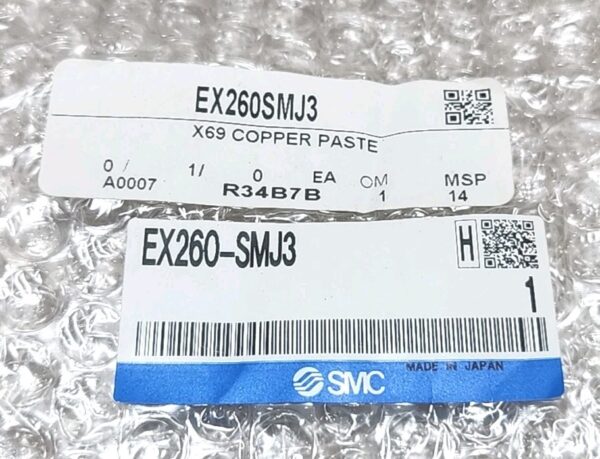 EX260SMJ3
X69 COPPER PASTE
0 / 1/ 0 EA OM MSP
A0007 R34B7B 1 14
EX260-SMJ3 H
1
MADE IN JAPAN
SMC